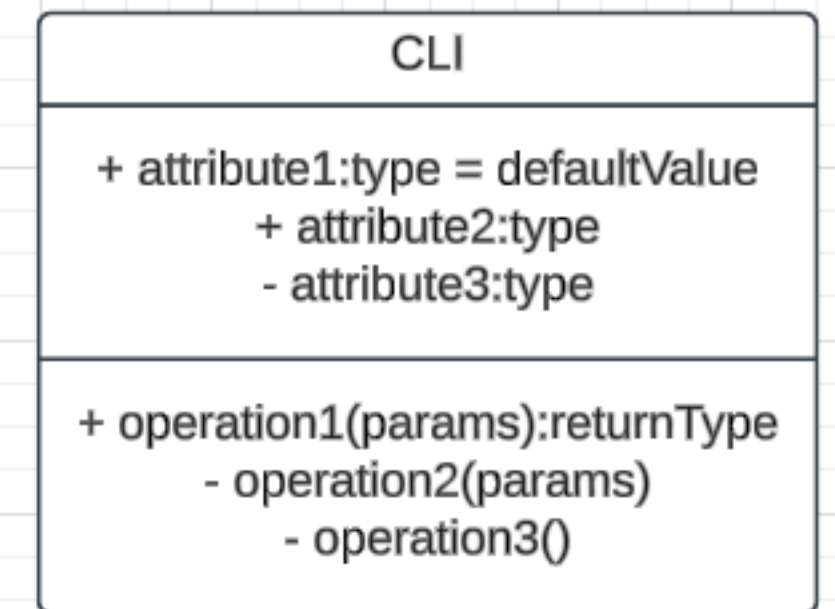 CLI
+ attribute1:type = defaultValue
+ attribute2:type
- attribute3:type
+ operation1(params):returnType
- operation2(params)
- operation3()